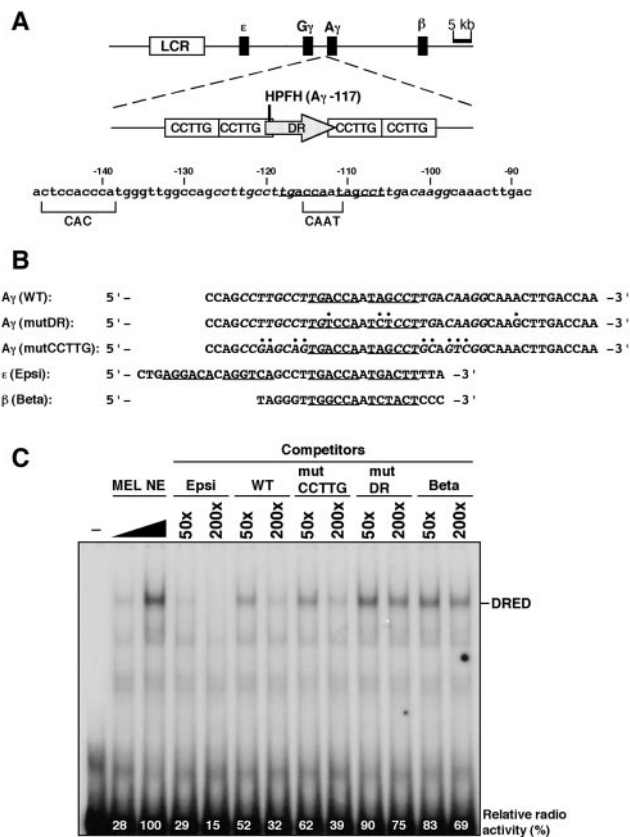 A
ε Gγ Aγ β 5 kb
LCR
HPFH (Aγ -117)
CCTTG CCTTG DR CCTTG CCTTG
-140 -130 -120 -110 -100 -90
actccacccatgggttggccagccttgccttgaccaatagccttgacaaggcaaacttgac
CAC CAAT
B
Aγ (WT): 5'- CCAGCCTTGCCTTGACCAATAGCCTTGACAAGGCAAACTTGACCAA -3'
Aγ (mutDR): 5'- CCAGCCTTGCCTTGTCCAATCTCCTTGACAAGGCAAGCTTGACCAA -3'
Aγ (mutCCTTG): 5'- CCAGCCGAGCAGTGACCAATAGCCTGCAGTCGGCAAACTTGACCAA -3'
ε (Epsi) 5'- CTGAGGACACAGGTCAGCCTTGACCAATGACTTTTA -3'
β (Beta): 5'- TAGGGTTGGCCAATCTACTCCC -3'
C
Competitors
MEL NE Epsi WT mut CCTTG mut DR Beta
– 50x 200x 50x 200x 50x 200x 50x 200x 50x 200x
DRED
28 100 29 15 52 32 62 39 90 75 83 69 Relative radio activity (%)